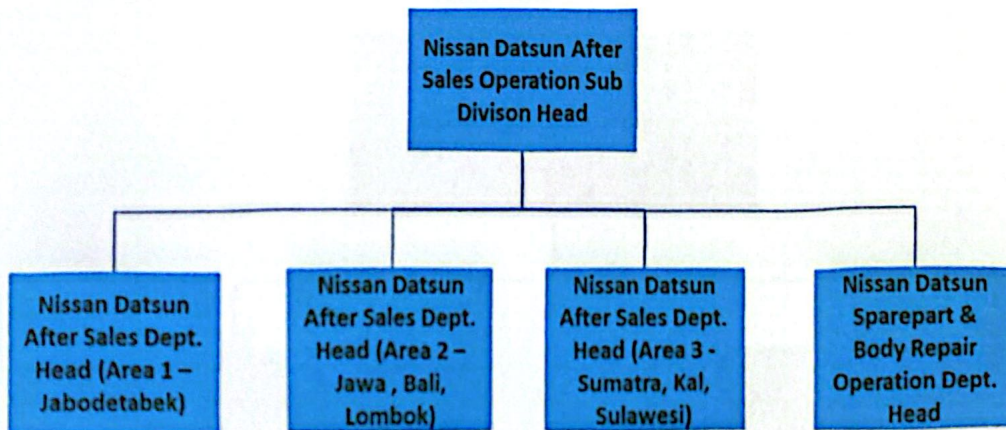 Nissan Datsun After
Sales Operation Sub
Divison Head
Nissan Datsun
After Sales Dept.
Head (Area 1 –
Jabodetabek)
Nissan Datsun
After Sales Dept.
Head (Area 2 –
Jawa , Bali,
Lombok)
Nissan Datsun
After Sales Dept.
Head (Area 3 -
Sumatra, Kal,
Sulawesi)
Nissan Datsun
Sparepart &
Body Repair
Operation Dept.
Head